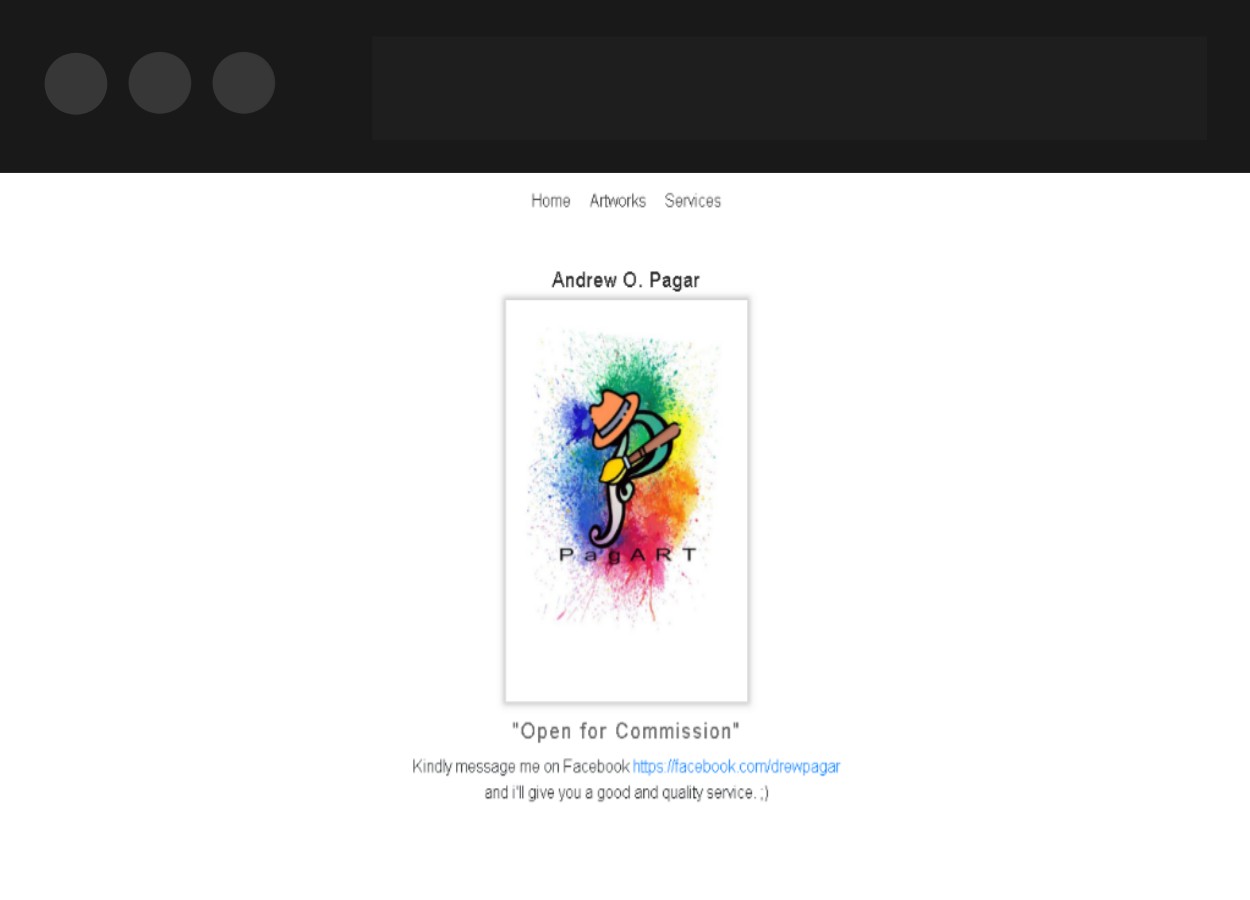 Home Artworks Services
Andrew O. Pagar
PagART
"Open for Commission"
Kindly message me on Facebook https://facebook.com/drewpagar
and i'll give you a good and quality service. ;)